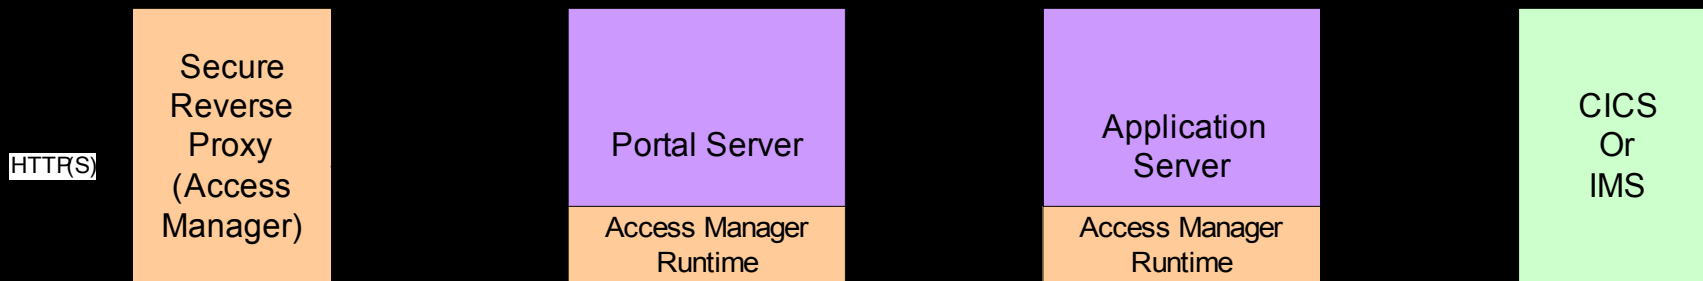 HTTP(S)
Secure
Reverse
Proxy
(Access
Manager)
Portal Server
Access Manager
Runtime
Application
Server
Access Manager
Runtime
CICS
Or
IMS